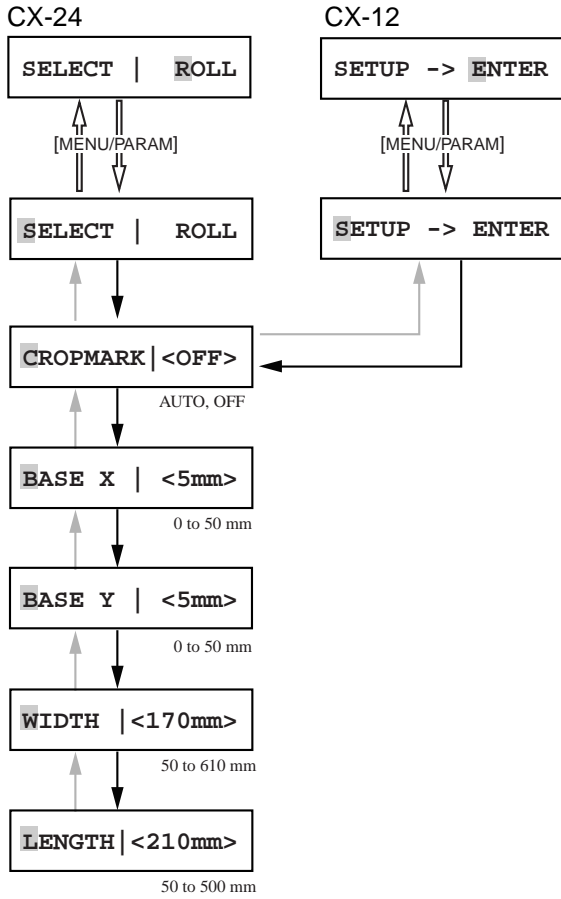 CX-24
SELECT | ROLL
[MENU/PARAM]
SELECT | ROLL
CX-12
SETUP -> ENTER
[MENU/PARAM]
SETUP -> ENTER
CROPMARK|<OFF>
AUTO, OFF
BASE X | <5mm>
0 to 50 mm
BASE Y | <5mm>
0 to 50 mm
WIDTH |<170mm>
50 to 610 mm
LENGTH|<210mm>
50 to 500 mm